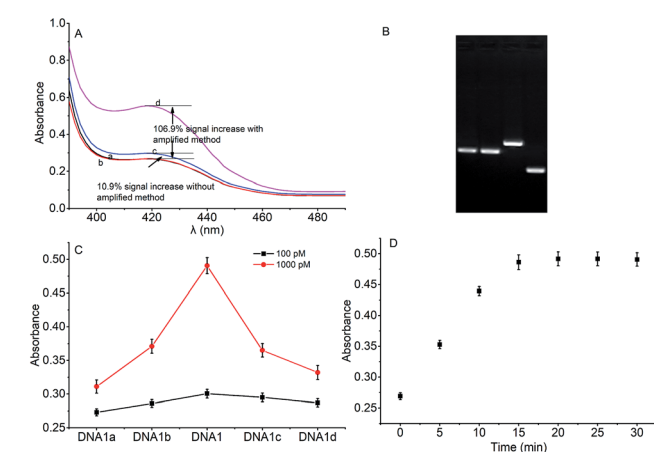 A
1.0
0.8
0.6
0.4
0.2
0.0
Absorbance
400
420
440
460
480
λ (nm)
d
c
a
b
106.9% signal increase with
amplified method
10.9% signal increase without
amplified method
B
C
0.50
0.45
0.40
0.35
0.30
0.25
Absorbance
DNA1a
DNA1b
DNA1
DNA1c
DNA1d
100 pM
1000 pM
D
0.50
0.45
0.40
0.35
0.30
0.25
Absorbance
0
5
10
15
20
25
30
Time (min)